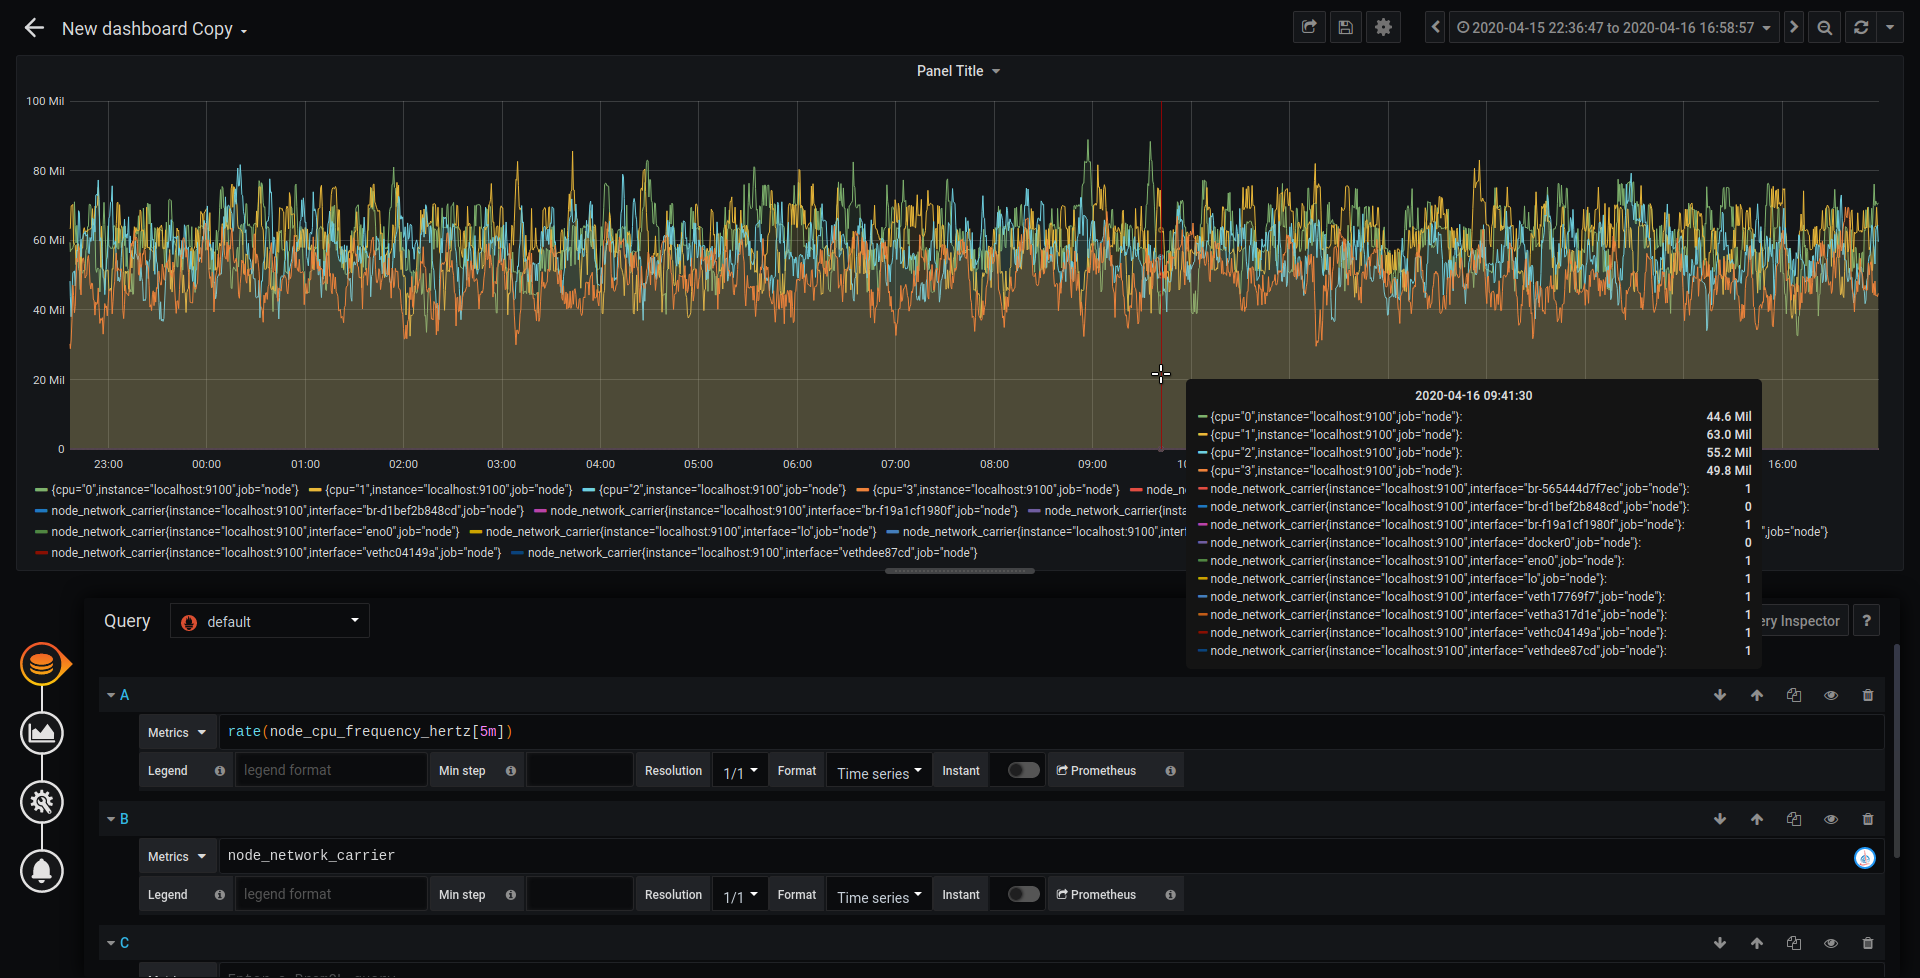 New dashboard Copy
2020-04-15 22:36:47 to 2020-04-16 16:58:57
Panel Title
100 Mil
80 Mil
60 Mil
40 Mil
20 Mil
0
23:00 00:00 01:00 02:00 03:00 04:00 05:00 06:00 07:00 08:00 09:00 10 16:00
{cpu="0",instance="localhost:9100",job="node"} {cpu="1",instance="localhost:9100",job="node"} {cpu="2",instance="localhost:9100",job="node"} {cpu="3",instance="localhost:9100",job="node"} node_n
node_network_carrier{instance="localhost:9100",interface="br-d1bef2b848cd",job="node"} node_network_carrier{instance="localhost:9100",interface="br-f19a1cf1980f",job="node"} node_network_carrier{insta
node_network_carrier{instance="localhost:9100",interface="eno0",job="node"} node_network_carrier{instance="localhost:9100",interface="lo",job="node"} node_network_carrier{instance="localhost:9100",inter ",job="node"}
node_network_carrier{instance="localhost:9100",interface="vethc04149a",job="node"} node_network_carrier{instance="localhost:9100",interface="vethdee87cd",job="node"}
2020-04-16 09:41:30
{cpu="0",instance="localhost:9100",job="node"}: 44.6 Mil
{cpu="1",instance="localhost:9100",job="node"}: 63.0 Mil
{cpu="2",instance="localhost:9100",job="node"}: 55.2 Mil
{cpu="3",instance="localhost:9100",job="node"}: 49.8 Mil
node_network_carrier{instance="localhost:9100",interface="br-565444d7f7ec",job="node"}: 1
node_network_carrier{instance="localhost:9100",interface="br-d1bef2b848cd",job="node"}: 0
node_network_carrier{instance="localhost:9100",interface="br-f19a1cf1980f",job="node"}: 1
node_network_carrier{instance="localhost:9100",interface="docker0",job="node"}: 0
node_network_carrier{instance="localhost:9100",interface="eno0",job="node"}: 1
node_network_carrier{instance="localhost:9100",interface="lo",job="node"}: 1
node_network_carrier{instance="localhost:9100",interface="veth17769f7",job="node"}: 1
node_network_carrier{instance="localhost:9100",interface="vetha317d1e",job="node"}: 1
node_network_carrier{instance="localhost:9100",interface="vethc04149a",job="node"}: 1
node_network_carrier{instance="localhost:9100",interface="vethdee87cd",job="node"}: 1
Query default ery Inspector ?
A
Metrics rate(node_cpu_frequency_hertz[5m])
Legend legend format Min step Resolution 1/1 Format Time series Instant Prometheus
B
Metrics node_network_carrier
Legend legend format Min step Resolution 1/1 Format Time series Instant Prometheus
C